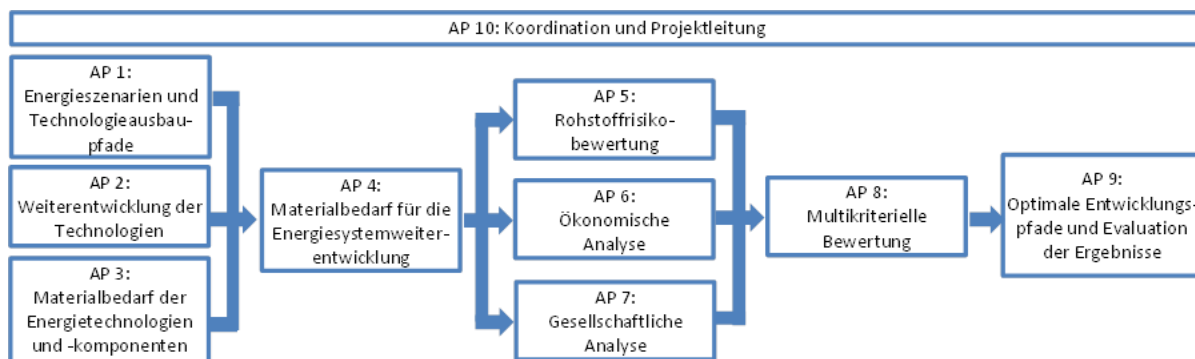 AP 10: Koordination und Projektleitung
AP 1:
Energieszenarien und
Technologieausbau-
pfade
AP 2:
Weiterentwicklung der
Technologien
AP 3:
Materialbedarf der
Energietechnologien
und -komponenten
AP 4:
Materialbedarf für die
Energiesystemweiter-
entwicklung
AP 5:
Rohstoffrisiko-
bewertung
AP 6:
Ökonomische
Analyse
AP 7:
Gesellschaftliche
Analyse
AP 8:
Multikriterielle
Bewertung
AP 9:
Optimale Entwicklungs-
pfade und Evaluation
der Ergebnisse